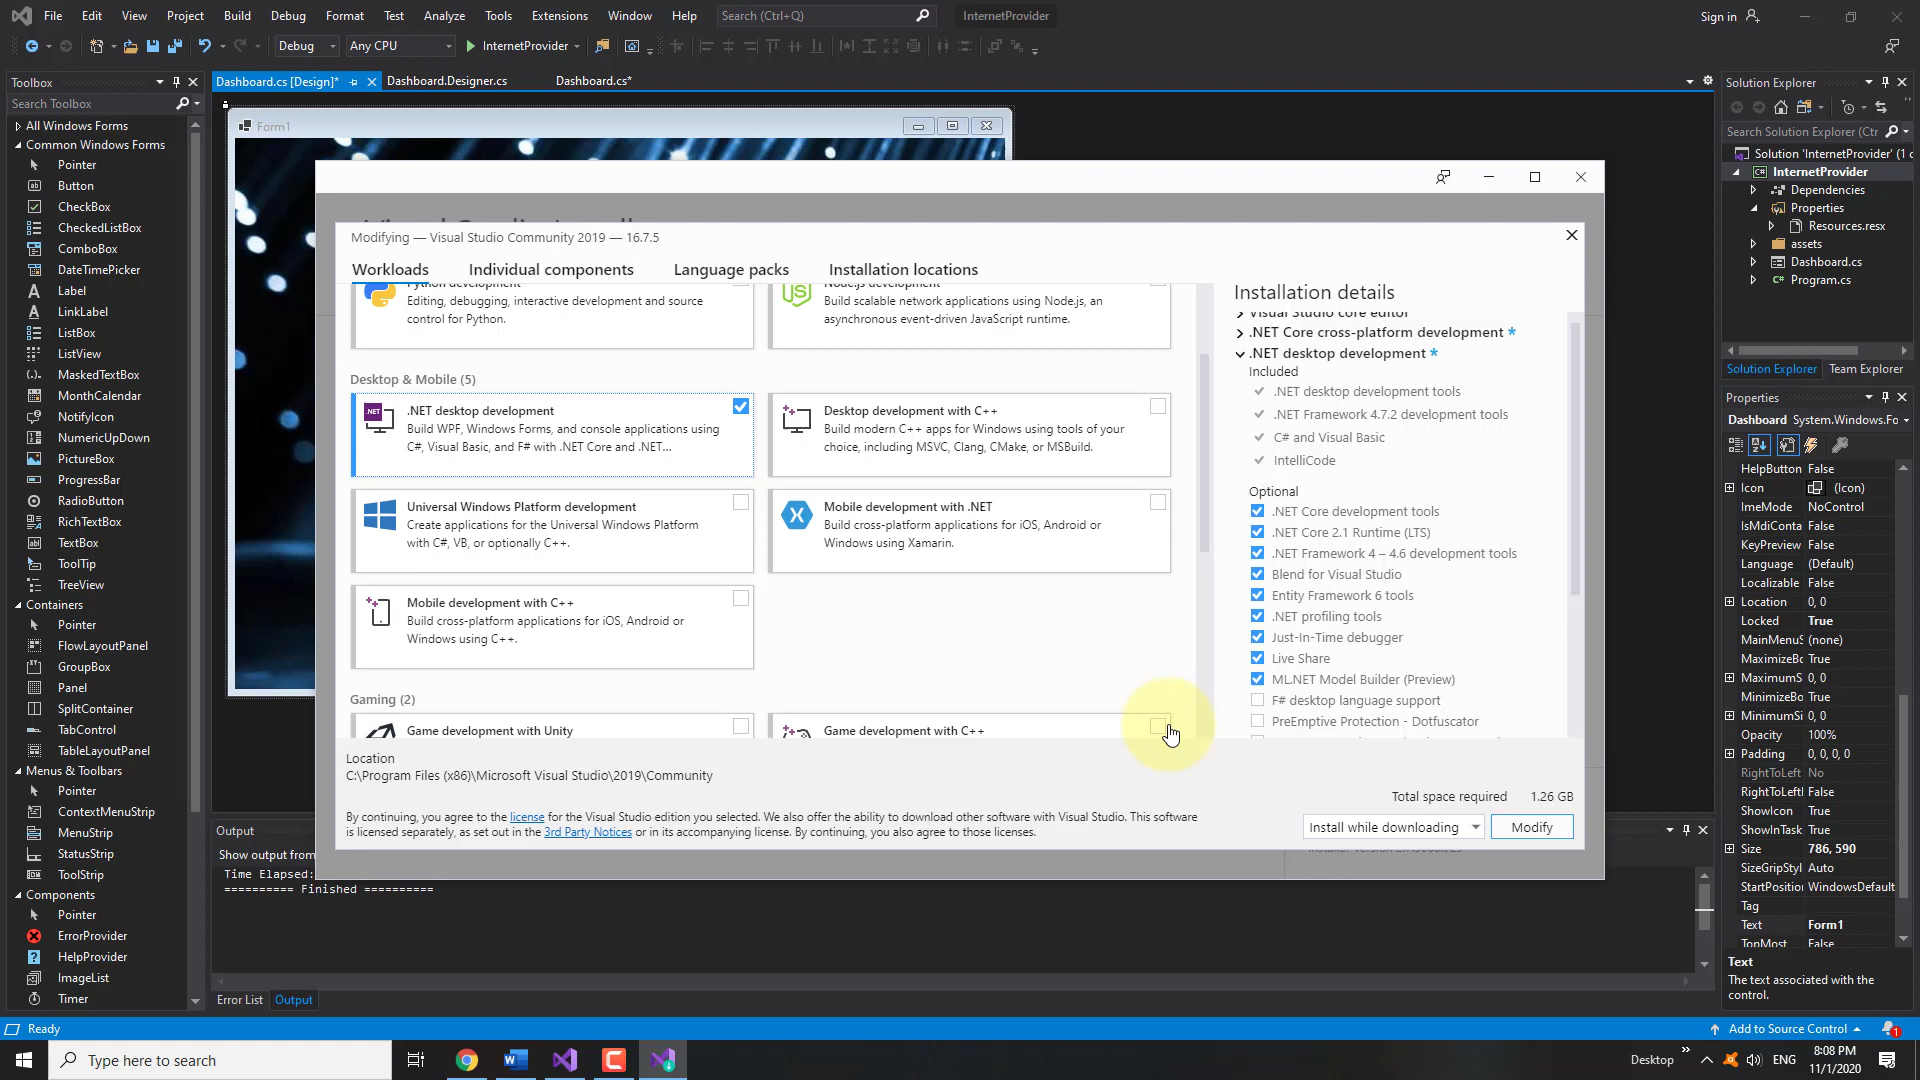 File Edit View Project Build Debug Format Test Analyze Tools Extensions Window Help Search (Ctrl+Q) InternetProvider Sign in
Debug Any CPU InternetProvider
Toolbox
Search Toolbox
All Windows Forms
Common Windows Forms
Pointer
Button
CheckBox
CheckedListBox
ComboBox
DateTimePicker
Label
LinkLabel
ListBox
ListView
MaskedTextBox
MonthCalendar
NotifyIcon
NumericUpDown
PictureBox
ProgressBar
RadioButton
RichTextBox
TextBox
ToolTip
TreeView
Containers
Pointer
FlowLayoutPanel
GroupBox
Panel
SplitContainer
TabControl
TableLayoutPanel
Menus & Toolbars
Pointer
ContextMenuStrip
MenuStrip
StatusStrip
ToolStrip
Components
Pointer
ErrorProvider
HelpProvider
ImageList
Timer
Dashboard.cs [Design]* Dashboard.Designer.cs Dashboard.cs*
Form1
Modifying — Visual Studio Community 2019 — 16.7.5
Workloads Individual components Language packs Installation locations
Python development
Editing, debugging, interactive development and source
control for Python.
Node.js development
Build scalable network applications using Node.js, an
asynchronous event-driven JavaScript runtime.
Desktop & Mobile (5)
.NET desktop development
Build WPF, Windows Forms, and console applications using
C#, Visual Basic, and F# with .NET Core and .NET...
Desktop development with C++
Build modern C++ apps for Windows using tools of your
choice, including MSVC, Clang, CMake, or MSBuild.
Universal Windows Platform development
Create applications for the Universal Windows Platform
with C#, VB, or optionally C++.
Mobile development with .NET
Build cross-platform applications for iOS, Android or
Windows using Xamarin.
Mobile development with C++
Build cross-platform applications for iOS, Android or
Windows using C++.
Gaming (2)
Game development with Unity
Game development with C++
Installation details
Visual Studio core editor
.NET Core cross-platform development *
.NET desktop development *
Included
.NET desktop development tools
.NET Framework 4.7.2 development tools
C# and Visual Basic
IntelliCode
Optional
.NET Core development tools
.NET Core 2.1 Runtime (LTS)
.NET Framework 4 – 4.6 development tools
Blend for Visual Studio
Entity Framework 6 tools
.NET profiling tools
Just-In-Time debugger
Live Share
ML.NET Model Builder (Preview)
F# desktop language support
PreEmptive Protection - Dotfuscator
Location
C:\Program Files (x86)\Microsoft Visual Studio\2019\Community
Total space required 1.26 GB
By continuing, you agree to the license for the Visual Studio edition you selected. We also offer the ability to download other software with Visual Studio. This software
is licensed separately, as set out in the 3rd Party Notices or in its accompanying license. By continuing, you also agree to those licenses.
Install while downloading Modify
Output
Show output from
Time Elapsed:
========== Finished ==========
Error List Output
Solution Explorer
Search Solution Explorer (Ctr
Solution 'InternetProvider' (1 c
C# InternetProvider
Dependencies
Properties
Resources.resx
assets
Dashboard.cs
Program.cs
Solution Explorer Team Explorer
Properties
Dashboard System.Windows.Fo
HelpButton False
Icon (Icon)
ImeMode NoControl
IsMdiConta False
KeyPreview False
Language (Default)
Localizable False
Location 0, 0
Locked True
MainMenuS (none)
MaximizeBo True
MaximumS 0, 0
MinimizeBo True
MinimumSi 0, 0
Opacity 100%
Padding 0, 0, 0, 0
RightToLeft No
RightToLeftL False
ShowIcon True
ShowInTask True
Size 786, 590
SizeGripStyl Auto
StartPosition WindowsDefault
Tag
Text Form1
TopMost False
Text
The text associated with the
control.
Ready Add to Source Control 1
Type here to search
Desktop ENG 8:08 PM
11/1/2020